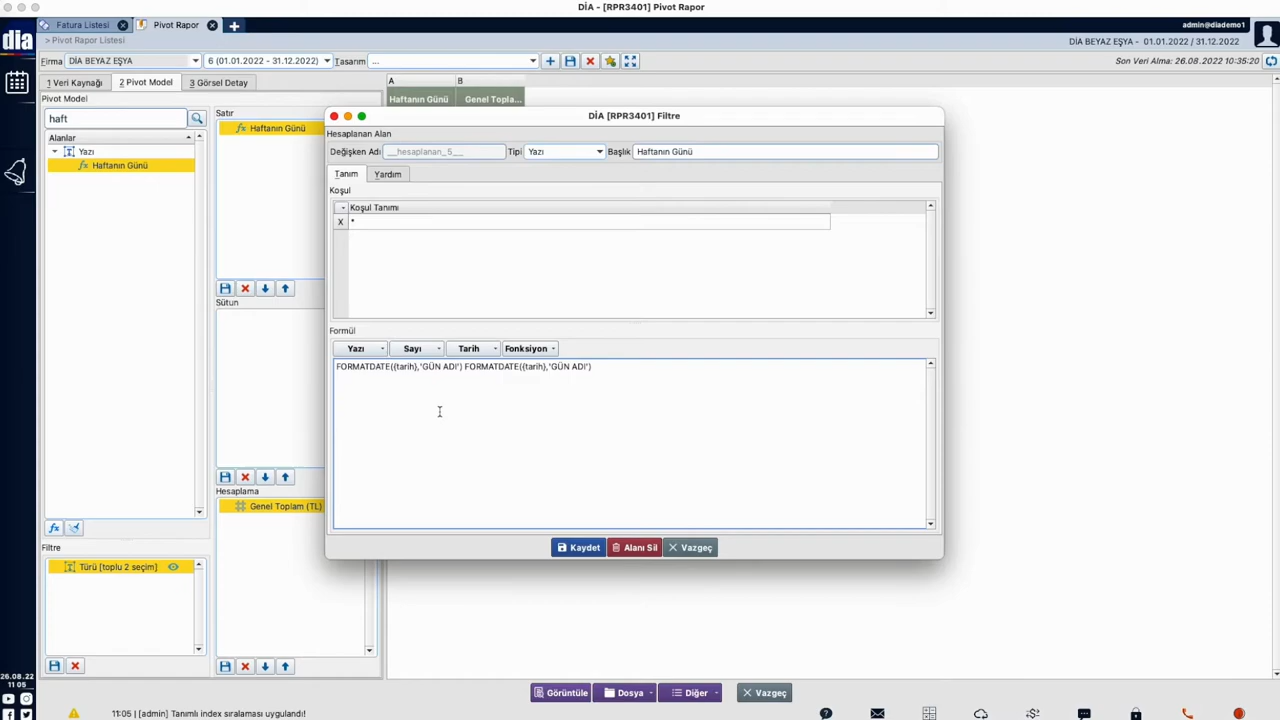 DİA - [RPR3401] Pivot Rapor
dia
Fatura Listesi
Pivot Rapor
admin@diademo1
> Pivot Rapor Listesi
DİA BEYAZ EŞYA - 01.01.2022 / 31.12.2022
Firma DİA BEYAZ EŞYA 6 (01.01.2022 - 31.12.2022) Tasarım ...
Son Veri Alma: 26.08.2022 10:35:20
1 Veri Kaynağı 2 Pivot Model 3 Görsel Detay
Pivot Model
haft
Alanlar
Yazı
fx Haftanın Günü
Satır
fx Haftanın Günü
Sütun
Hesaplama
Genel Toplam (TL)
fx
Filtre
Türü [toplu 2 seçim]
A B
Haftanın Günü Genel Topla...
DİA [RPR3401] Filtre
Hesaplanan Alan
Değişken Adı __hesaplanan_5__ Tipi Yazı Başlık Haftanın Günü
Tanım Yardım
Koşul
Koşul Tanımı
X *
Formül
Yazı Sayı Tarih Fonksiyon
FORMATDATE({tarih},'GÜN ADI') FORMATDATE({tarih},'GÜN ADI')
Kaydet Alanı Sil Vazgeç
Görüntüle Dosya Diğer Vazgeç
26.08.22
11 05
11:05 | [admin] Tanımlı index sıralaması uygulandı!